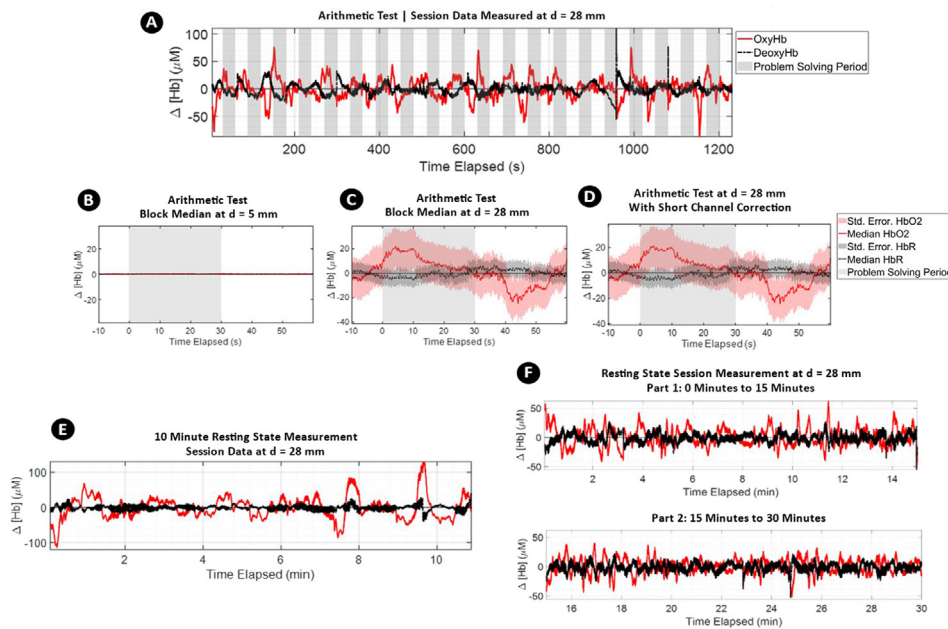 A
Arithmetic Test | Session Data Measured at d = 28 mm
Δ [Hb] (μM)
100
50
0
-50
200
400
600
800
1000
1200
Time Elapsed (s)
OxyHb
DeoxyHb
Problem Solving Period
B
Arithmetic Test
Block Median at d = 5 mm
Δ [Hb] (μM)
20
0
-20
-10
0
10
20
30
40
50
Time Elapsed (s)
C
Arithmetic Test
Block Median at d = 28 mm
Δ [Hb] (μM)
20
0
-20
-40
-10
0
10
20
30
40
50
Time Elapsed (s)
D
Arithmetic Test at d = 28 mm
With Short Channel Correction
Δ [Hb] (μM)
20
0
-20
-40
-10
0
10
20
30
40
50
Time Elapsed (s)
Std. Error. HbO2
Median HbO2
Std. Error. HbR
Median HbR
Problem Solving Period
E
10 Minute Resting State Measurement
Session Data at d = 28 mm
Δ [Hb] (μM)
100
0
-100
2
4
6
8
10
Time Elapsed (min)
F
Resting State Session Measurement at d = 28 mm
Part 1: 0 Minutes to 15 Minutes
Δ [Hb] (μM)
50
0
-50
2
4
6
8
10
12
14
Time Elapsed (min)
Part 2: 15 Minutes to 30 Minutes
Δ [Hb] (μM)
50
0
-50
16
18
20
22
24
26
28
30
Time Elapsed (min)